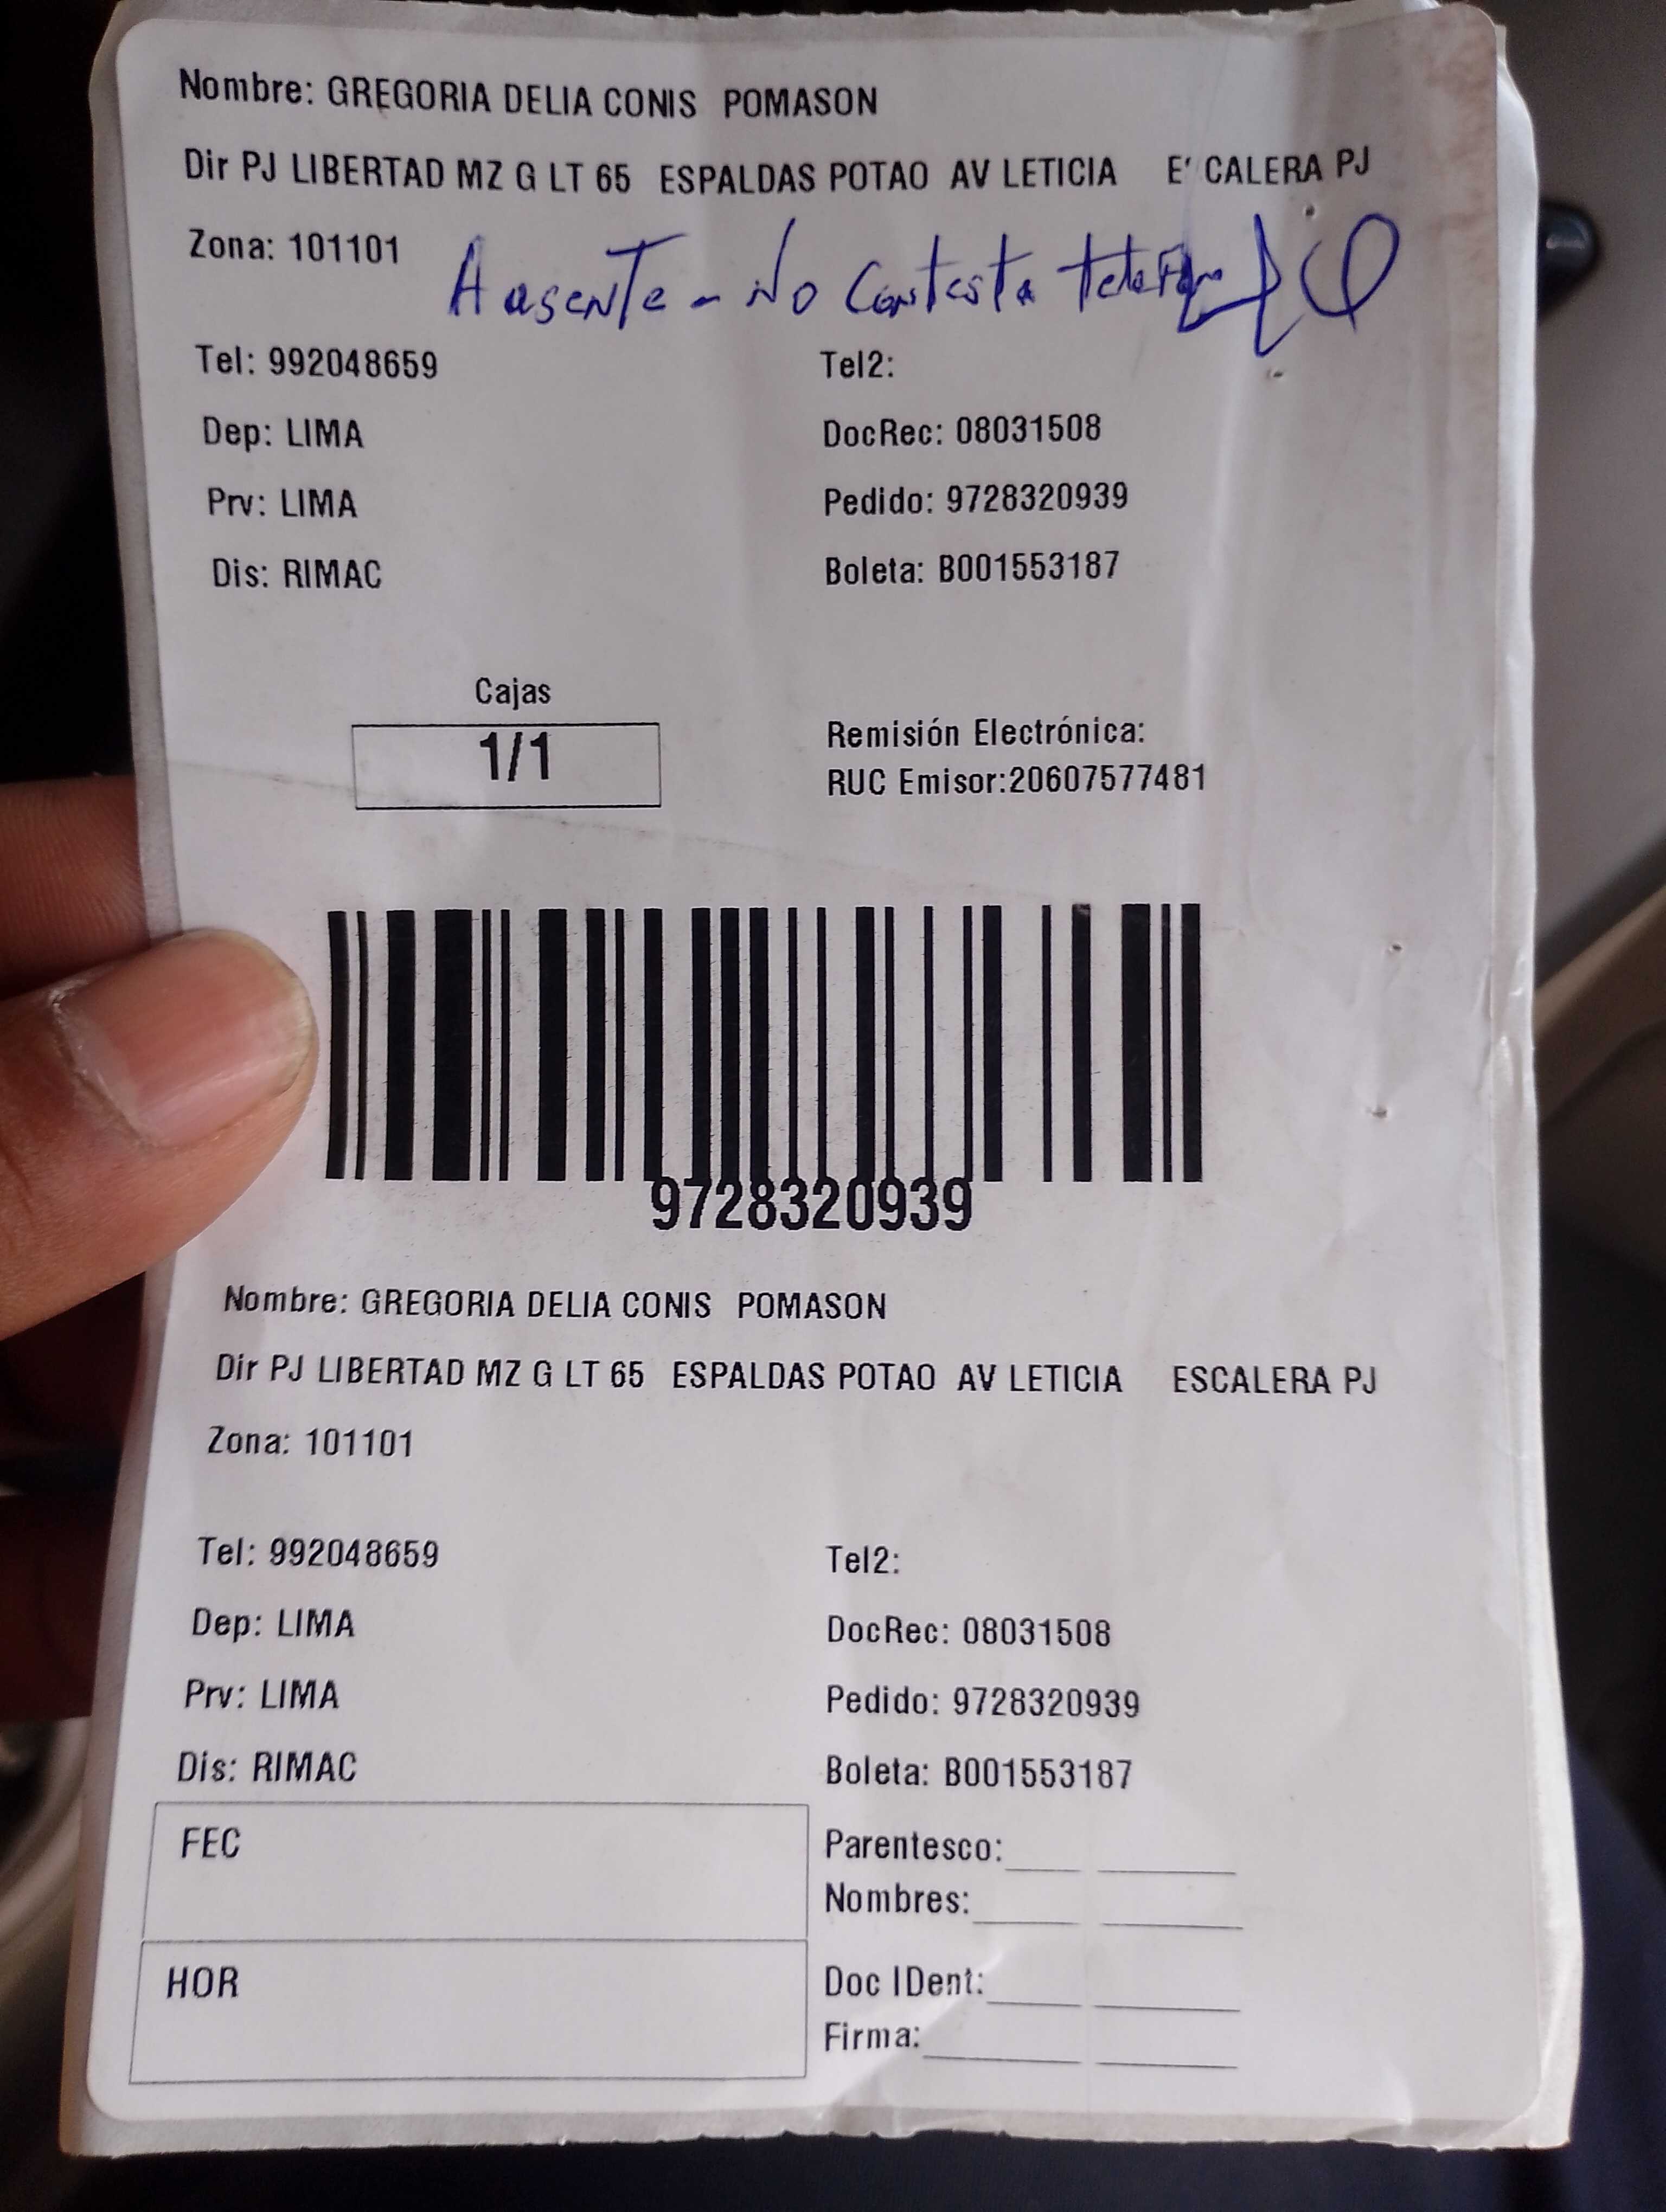 Nombre: GREGORIA DELIA CONIS POMASON
Dir PJ LIBERTAD MZ G LT 65 ESPALDAS POTAO AV LETICIA E' CALERA PJ
Zona: 101101
Ausente - No Contesta
Tel: 992048659 Tel2:
Dep: LIMA DocRec: 08031508
Prv: LIMA Pedido: 9728320939
Dis: RIMAC Boleta: B001553187
Cajas
1/1
Remisión Electrónica:
RUC Emisor:20607577481
9728320939
Nombre: GREGORIA DELIA CONIS POMASON
Dir PJ LIBERTAD MZ G LT 65 ESPALDAS POTAO AV LETICIA ESCALERA PJ
Zona: 101101
Tel: 992048659 Tel2:
Dep: LIMA DocRec: 08031508
Prv: LIMA Pedido: 9728320939
Dis: RIMAC Boleta: B001553187
FEC Parentesco:
Nombres:
HOR Doc IDent:
Firma: